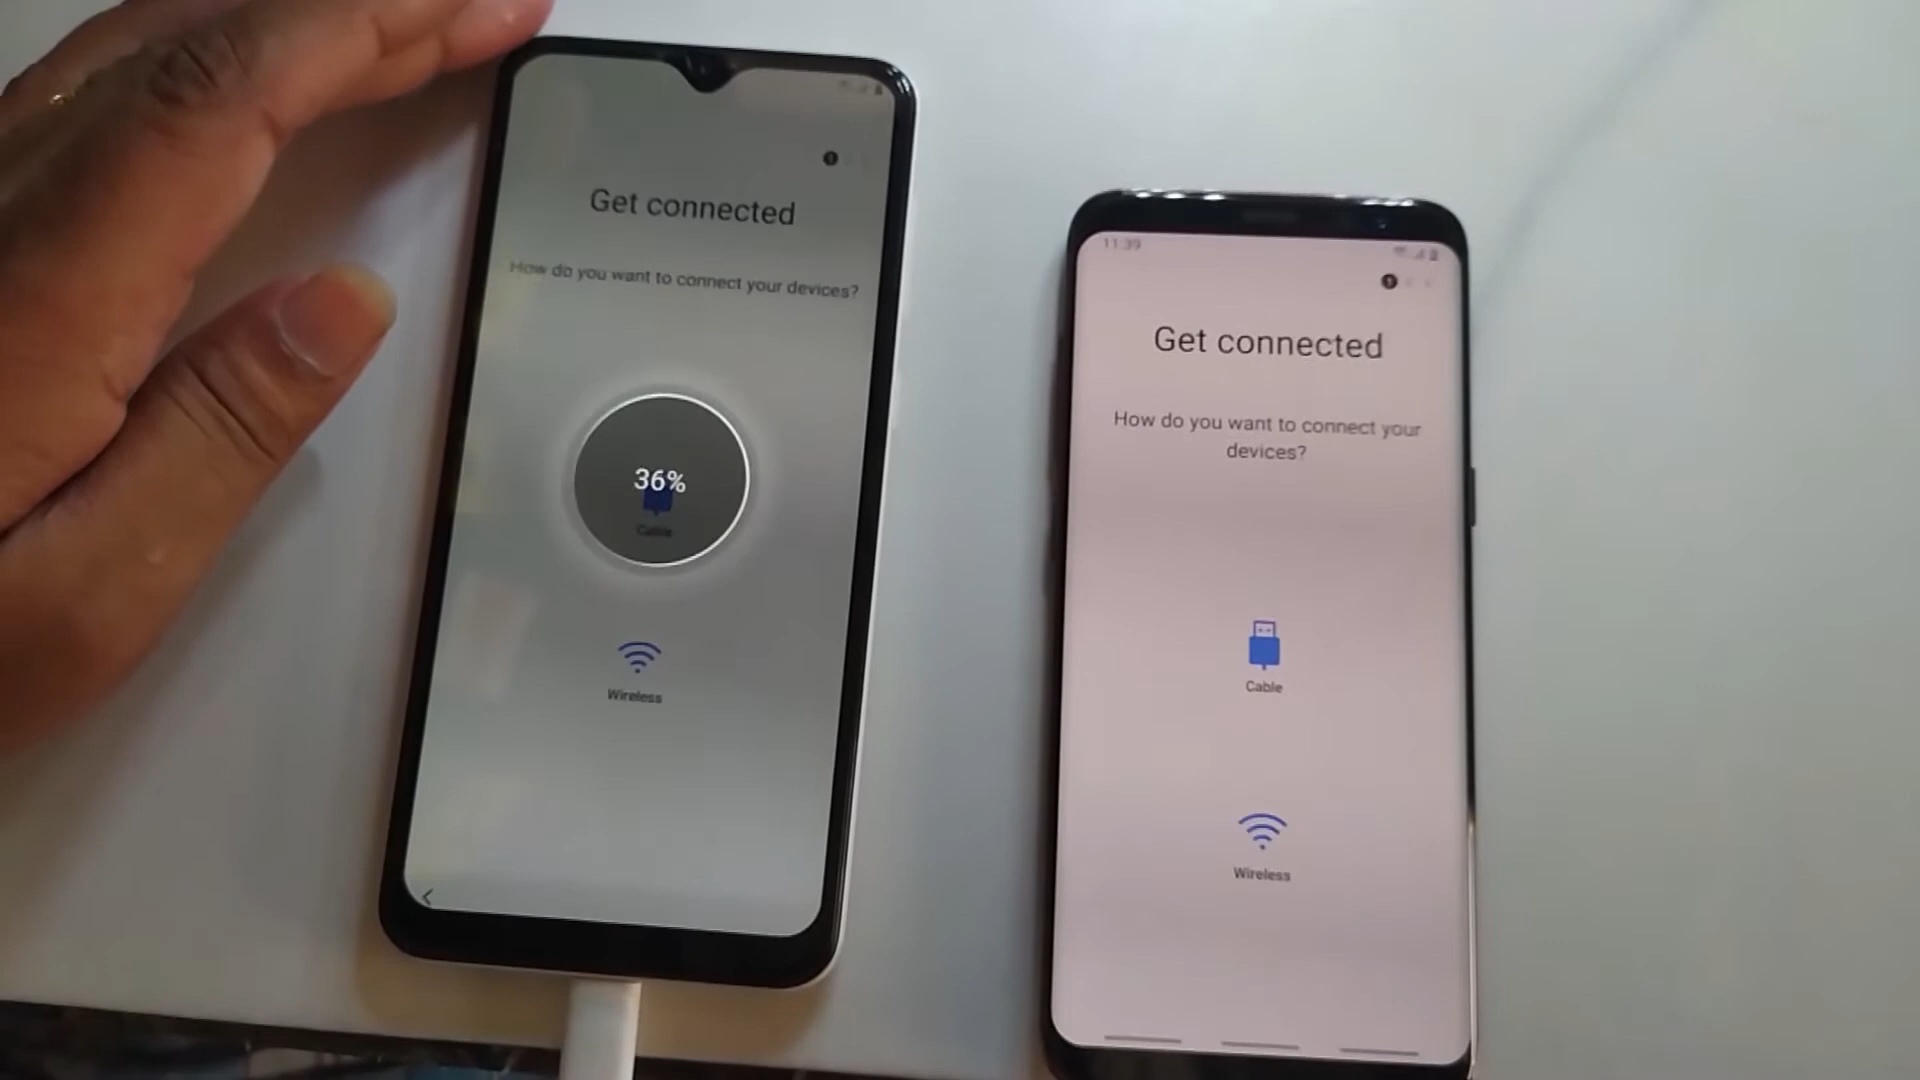 Get connected
How do you want to connect your devices?
36%
Cable
Wireless
11:39
Get connected
How do you want to connect your
devices?
Cable
Wireless